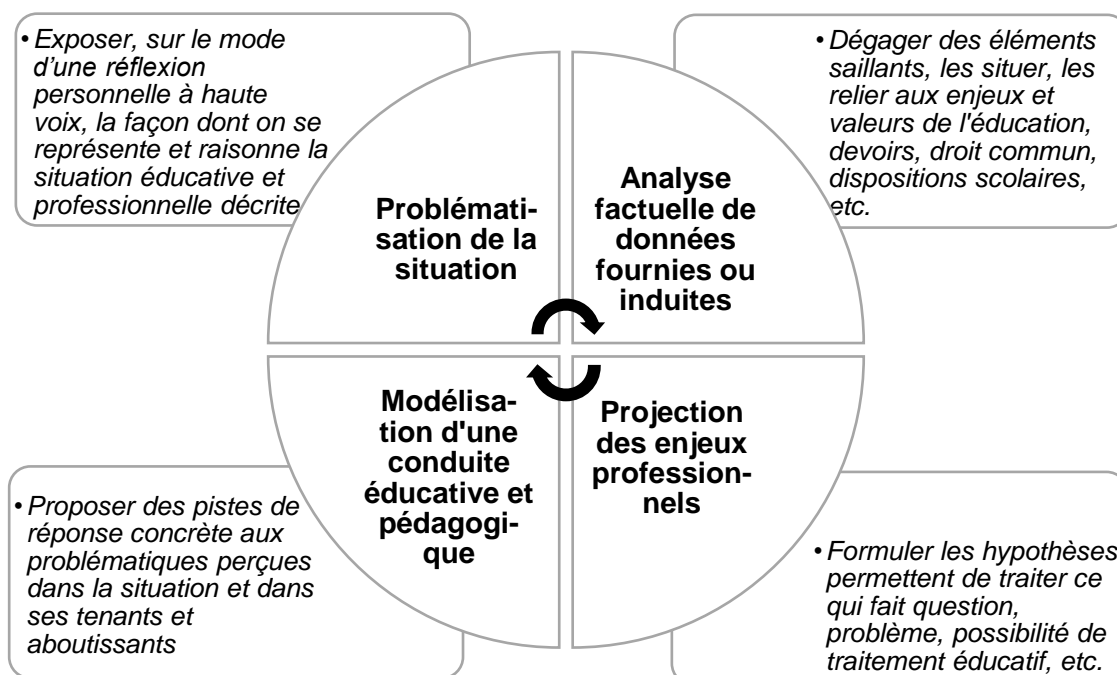 • Exposer, sur le mode
d'une réflexion
personnelle à haute
voix, la façon dont on se
représente et raisonne la
situation éducative et
professionnelle décrite
Problémati-
sation de la
situation
• Dégager des éléments
saillants, les situer, les
relier aux enjeux et
valeurs de l'éducation,
devoirs, droit commun,
dispositions scolaires,
etc.
Analyse
factuelle de
données
fournies ou
induites
Modélisa-
tion d'une
conduite
éducative et
pédagogi-
que
• Proposer des pistes de
réponse concrète aux
problématiques perçues
dans la situation et dans
ses tenants et
aboutissants
Projection
des enjeux
profession-
nels
• Formuler les hypothèses
permettent de traiter ce
qui fait question,
problème, possibilité de
traitement éducatif, etc.